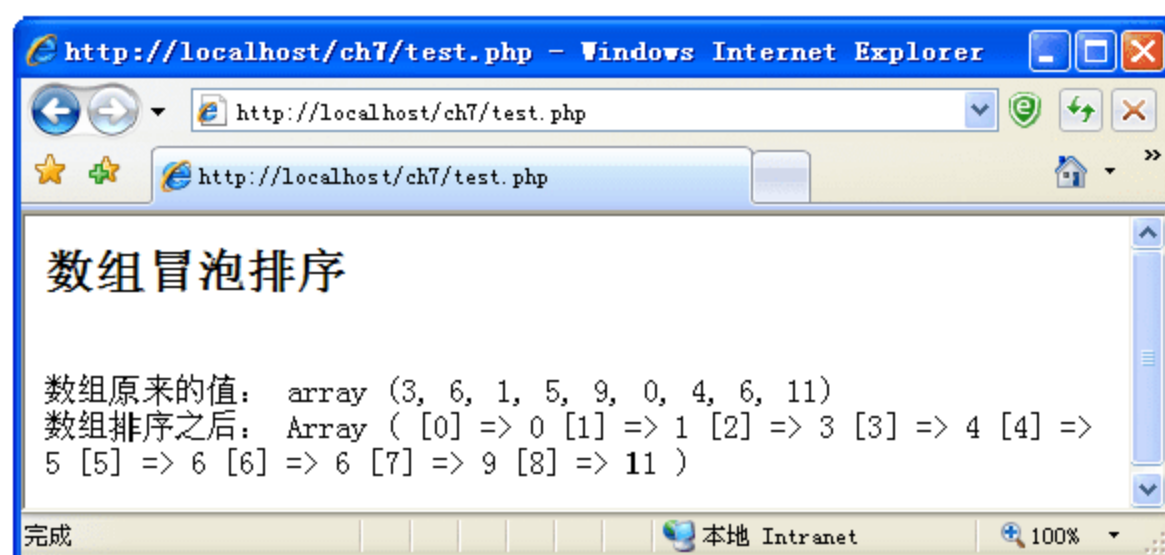 http://localhost/ch7/test.php - Windows Internet Explorer
http://localhost/ch7/test.php
http://localhost/ch7/test.php
数组冒泡排序
数组原来的值： array (3, 6, 1, 5, 9, 0, 4, 6, 11)
数组排序之后： Array ( [0] => 0 [1] => 1 [2] => 3 [3] => 4 [4] =>
5 [5] => 6 [6] => 6 [7] => 9 [8] => 11 )
完成 本地 Intranet 100%